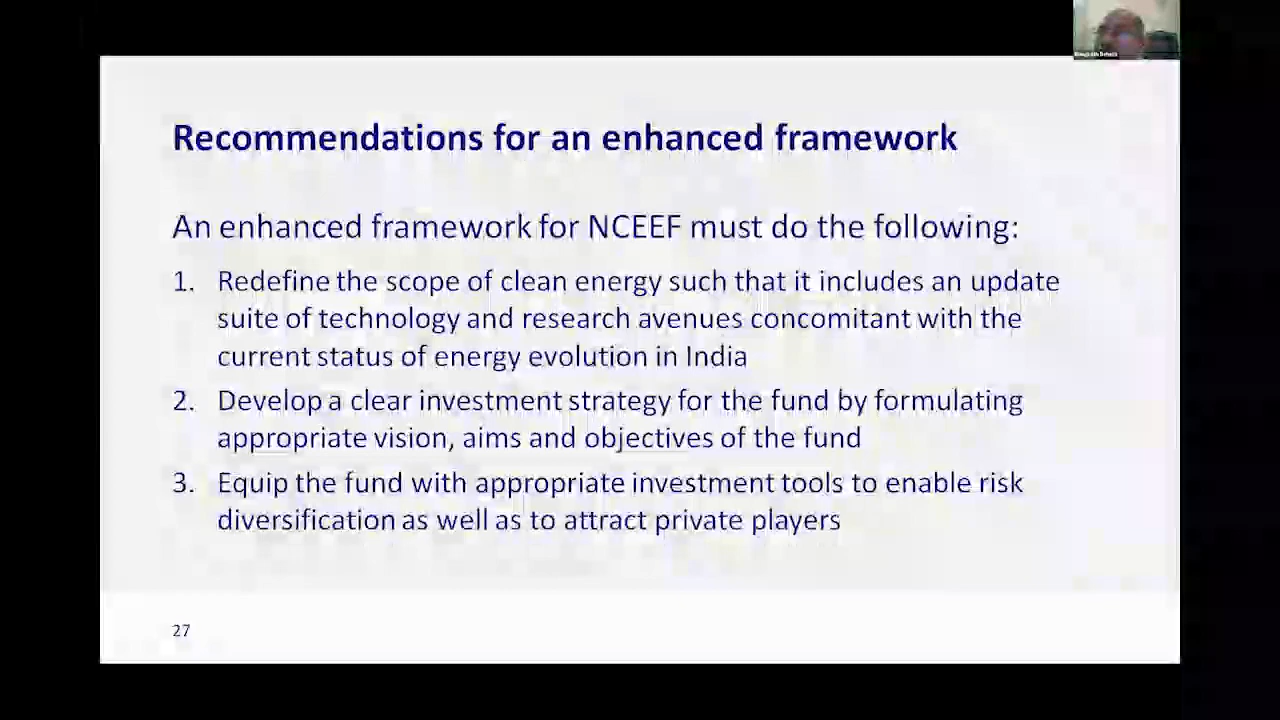 Recommendations for an enhanced framework
An enhanced framework for NCEEF must do the following:
1. Redefine the scope of clean energy such that it includes an update
suite of technology and research avenues concomitant with the
current status of energy evolution in India
2. Develop a clear investment strategy for the fund by formulating
appropriate vision, aims and objectives of the fund
3. Equip the fund with appropriate investment tools to enable risk
diversification as well as to attract private players
27